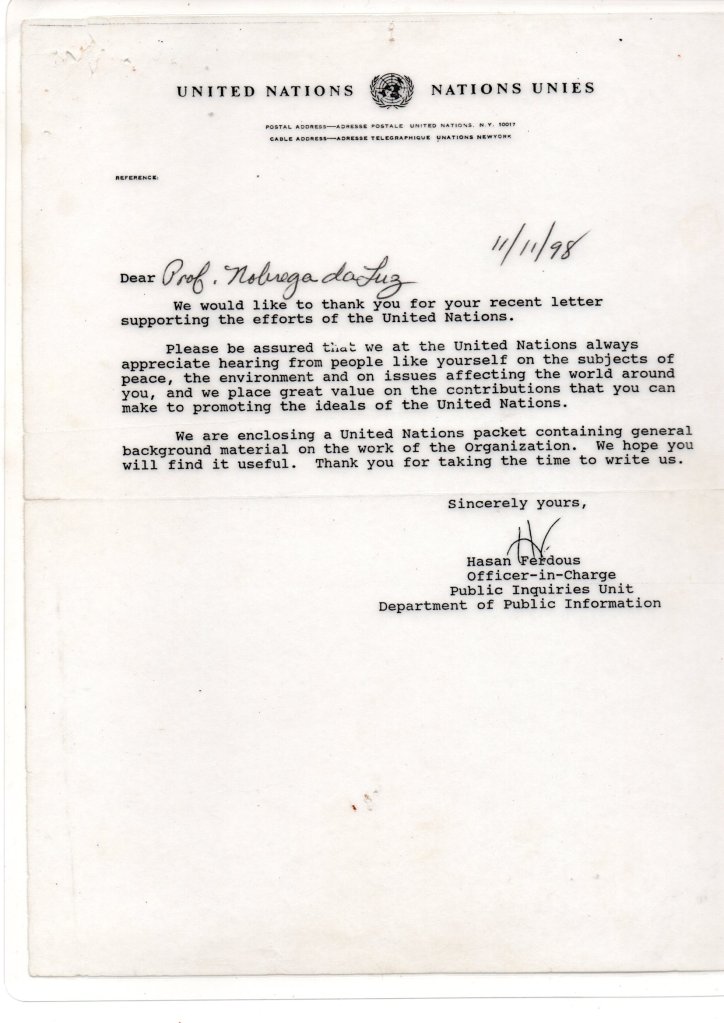 UNITED NATIONS NATIONS UNIES
POSTAL ADDRESS—ADRESSE POSTALE UNITED NATIONS, N.Y. 10017
CABLE ADDRESS—ADRESSE TELEGRAPHIQUE UNATIONS NEWYORK
REFERENCE:
11/11/98
Dear Prof. Nobrega da Luz
We would like to thank you for your recent letter
supporting the efforts of the United Nations.
Please be assured that we at the United Nations always
appreciate hearing from people like yourself on the subjects of
peace, the environment and on issues affecting the world around
you, and we place great value on the contributions that you can
make to promoting the ideals of the United Nations.
We are enclosing a United Nations packet containing general
background material on the work of the Organization. We hope you
will find it useful. Thank you for taking the time to write us.
Sincerely yours,
Hasan Ferdous
Officer-in-Charge
Public Inquiries Unit
Department of Public Information